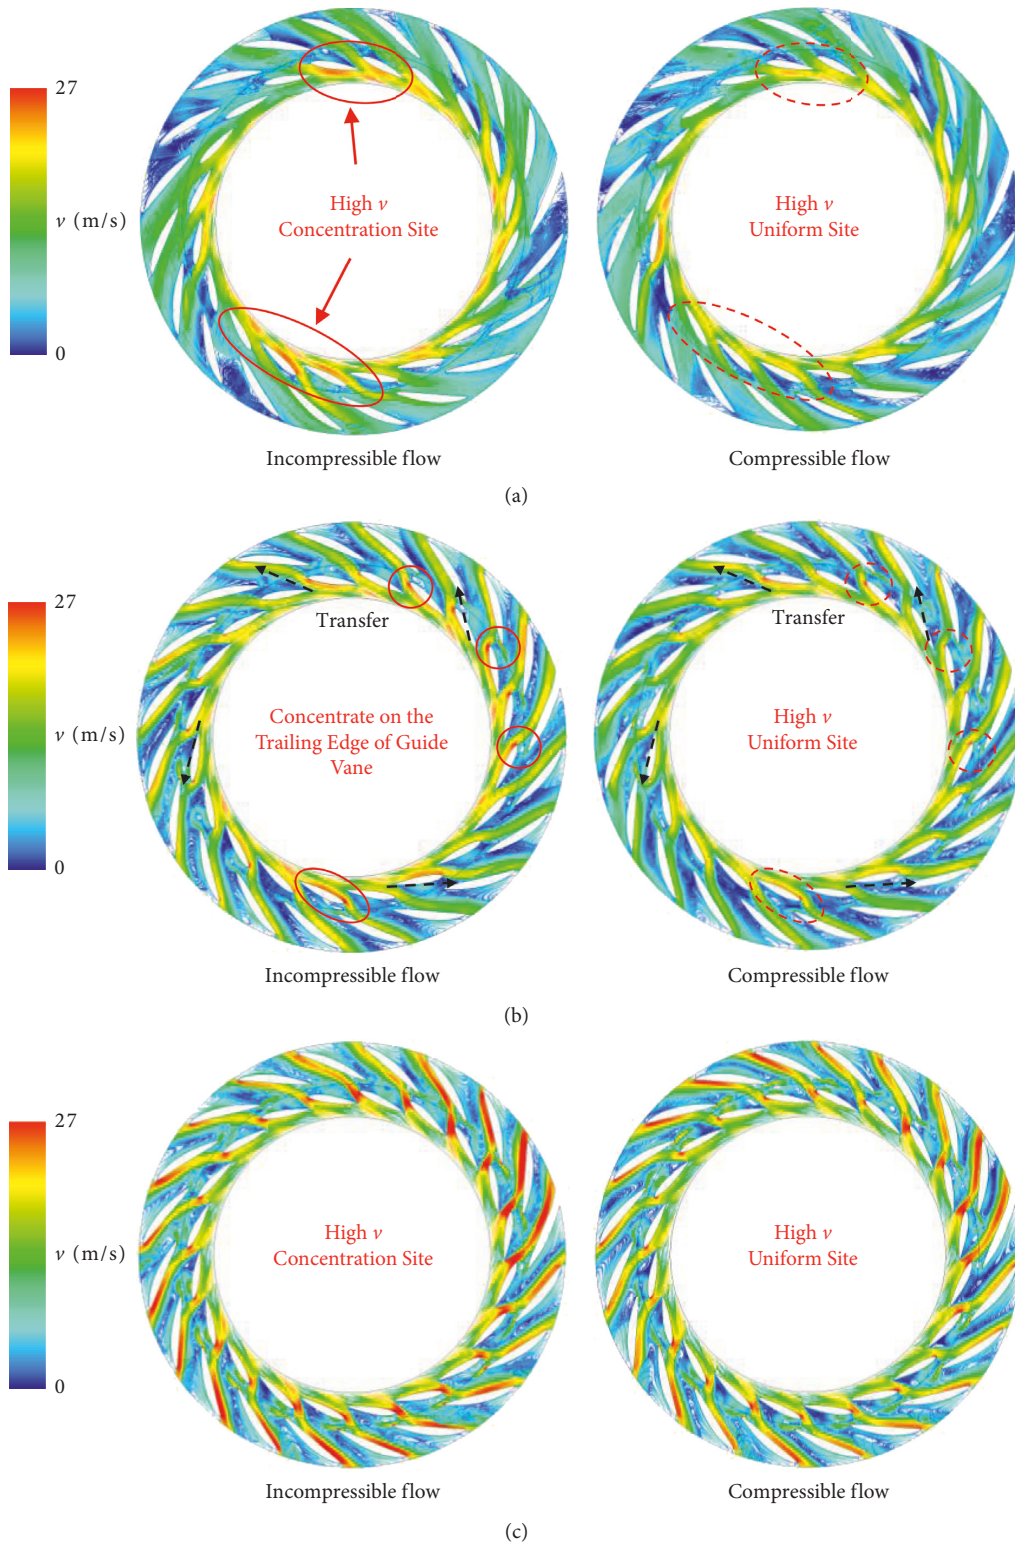 27
v (m/s)
0
High v
Concentration Site
High v
Uniform Site
Incompressible flow
Compressible flow
(a)
27
v (m/s)
0
Transfer
Transfer
Concentrate on the
Trailing Edge of Guide
Vane
High v
Uniform Site
Incompressible flow
Compressible flow
(b)
27
v (m/s)
0
High v
Concentration Site
High v
Uniform Site
Incompressible flow
Compressible flow
(c)